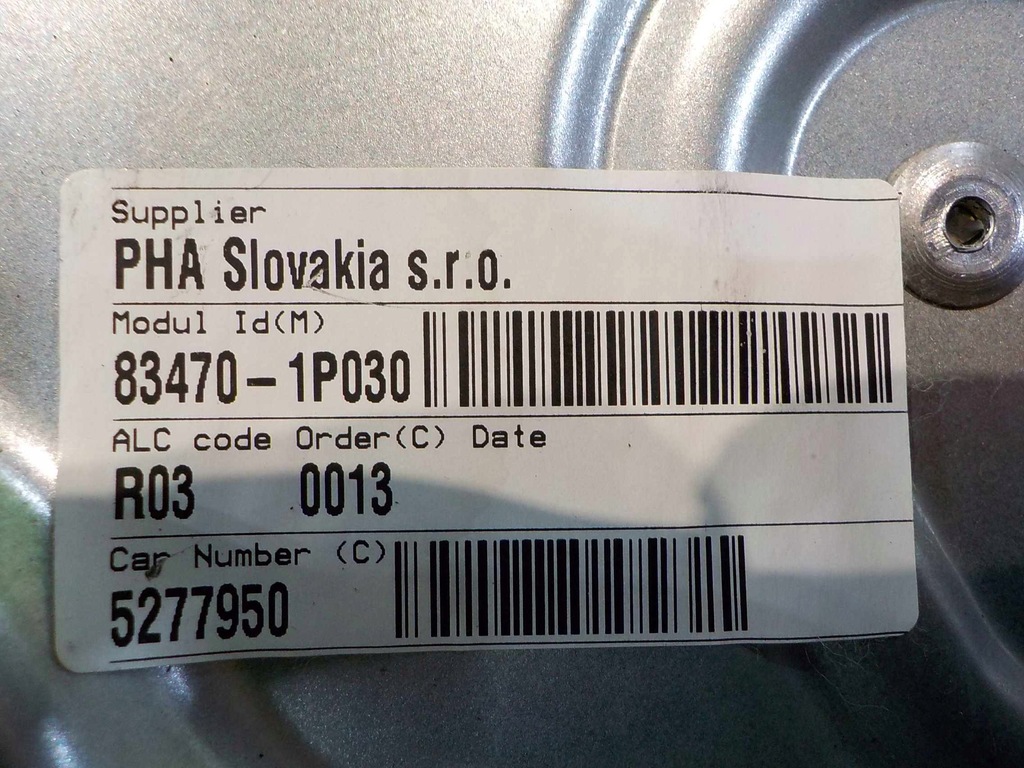 Supplier
PHA Slovakia s.r.o.
Modul Id(M)
83470-1P030
ALC code Order(C) Date
R03 0013
Car Number (C)
5277950